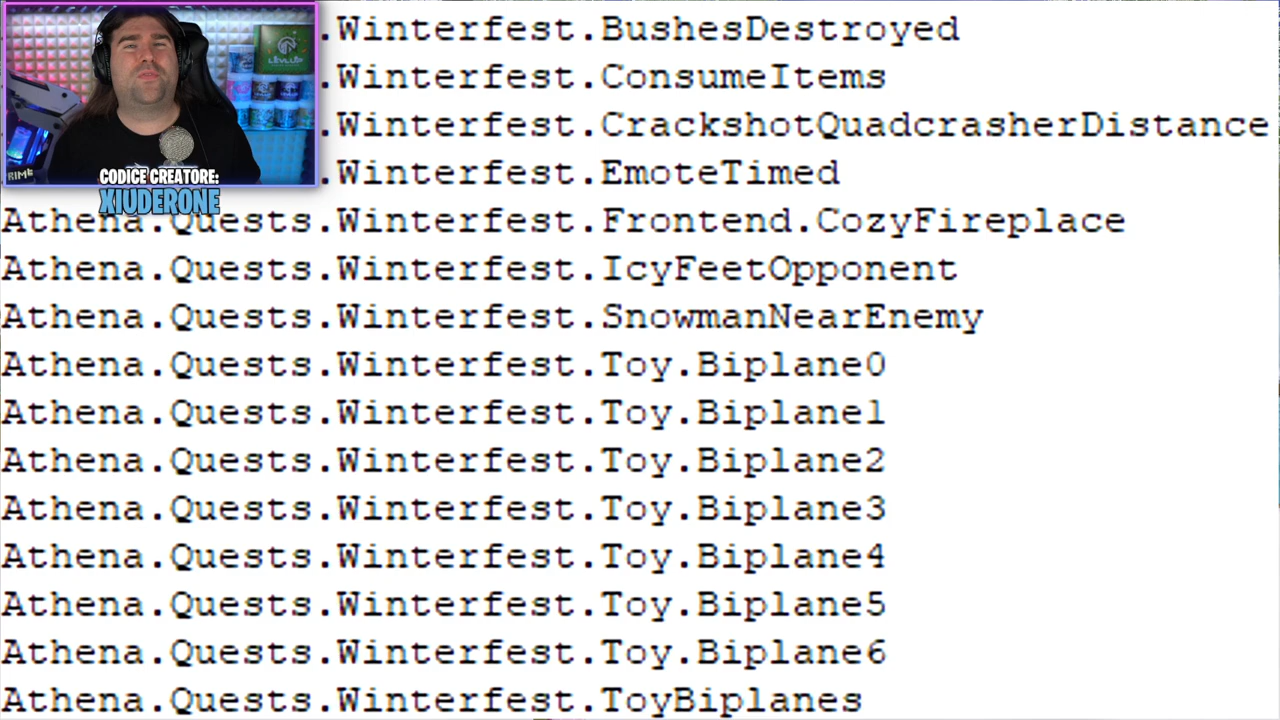 .Winterfest.BushesDestroyed
.Winterfest.ConsumeItems
.Winterfest.CrackshotQuadcrasherDistance
.Winterfest.EmoteTimed
Athena.Quests.Winterfest.Frontend.CozyFireplace
Athena.Quests.Winterfest.IcyFeetOpponent
Athena.Quests.Winterfest.SnowmanNearEnemy
Athena.Quests.Winterfest.Toy.Biplane0
Athena.Quests.Winterfest.Toy.Biplane1
Athena.Quests.Winterfest.Toy.Biplane2
Athena.Quests.Winterfest.Toy.Biplane3
Athena.Quests.Winterfest.Toy.Biplane4
Athena.Quests.Winterfest.Toy.Biplane5
Athena.Quests.Winterfest.Toy.Biplane6
Athena.Quests.Winterfest.ToyBiplanes
LEVLUP
RIME
CODICE CREATORE:
XIUDERONE